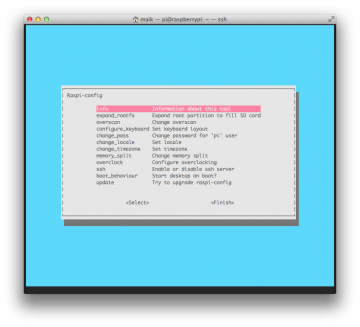 maik — pi@raspberrypi: ~ — ssh
Raspi-config
info Information about this tool
expand_rootfs Expand root partition to fill SD card
overscan Change overscan
configure_keyboard Set keyboard layout
change_pass Change password for 'pi' user
change_locale Set locale
change_timezone Set timezone
memory_split Change memory split
overclock Configure overclocking
ssh Enable or disable ssh server
boot_behaviour Start desktop on boot?
update Try to upgrade raspi-config
<Select> <Finish>